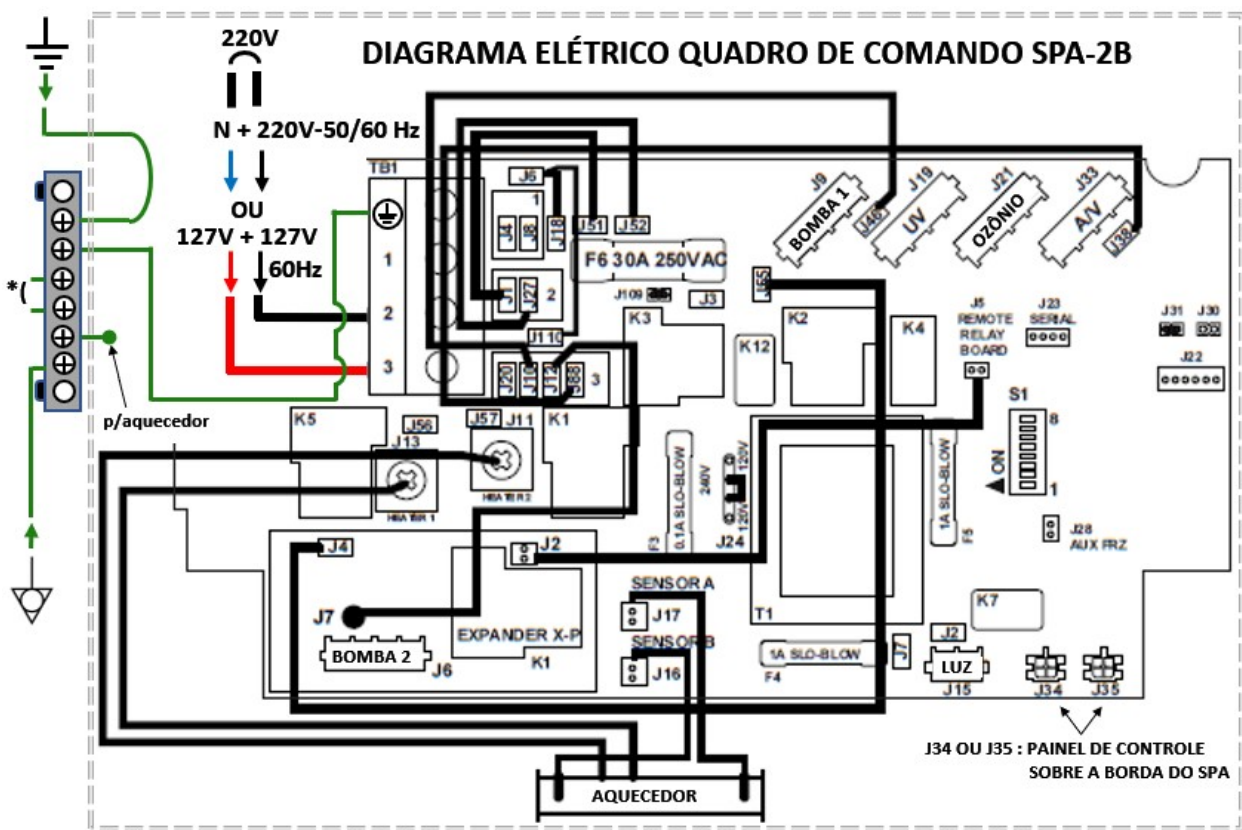 DIAGRAMA ELÉTRICO QUADRO DE COMANDO SPA-2B
220V
N + 220V-50/60 Hz
OU
127V + 127V
60Hz
*(
p/aquecedor
TB1
1
2
3
J6
1
J4
J8
J18
J51
J52
F6 30A 250VAC
J1
J27
2
J109
J3
J110
J20
J10
J12
J88
3
J9
BOMBA 1
J46
J19
UV
J21
OZÔNIO
J33
A/V
J38
J65
K3
K2
K12
K4
J5
REMOTE
RELAY
BOARD
J23
SERIAL
J31
J30
J22
S1
8
ON
1
K5
J56
J57
J11
K1
J13
HEATER 2
HEATER 1
F3
0.1A SLO-BLOW
240V
120V
120V
J24
1A SLO-BLOW
F5
J28
AUX FRZ
J4
J2
J7
EXPANDER X-P
BOMBA 2
J6
K1
SENSOR A
J17
SENSOR B
J16
T1
K7
1A SLO-BLOW
F4
J7
J2
LUZ
J15
J34
J35
J34 OU J35 : PAINEL DE CONTROLE
SOBRE A BORDA DO SPA
AQUECEDOR